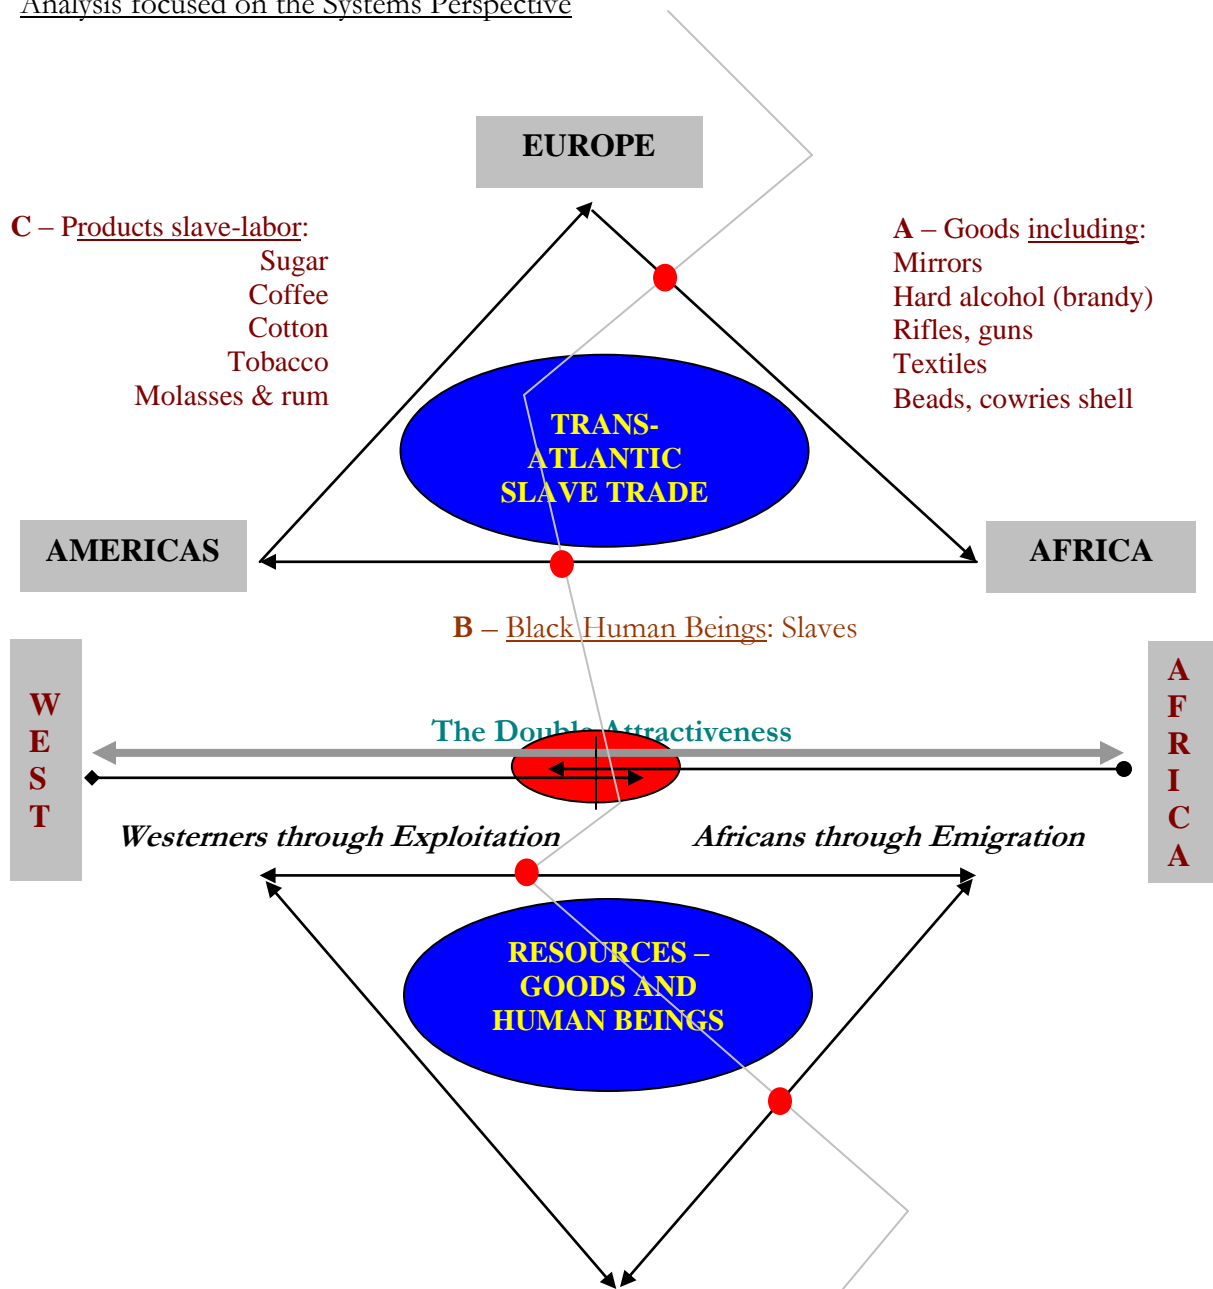 Analysis focused on the Systems Perspective
EUROPE
C – Products slave-labor:
Sugar
Coffee
Cotton
Tobacco
Molasses & rum
A – Goods including:
Mirrors
Hard alcohol (brandy)
Rifles, guns
Textiles
Beads, cowries shell
TRANS-
ATLANTIC
SLAVE TRADE
AMERICAS
AFRICA
B – Black Human Beings: Slaves
WEST
AFRICA
The Double Attractiveness
Westerners through Exploitation
Africans through Emigration
RESOURCES –
GOODS AND
HUMAN BEINGS